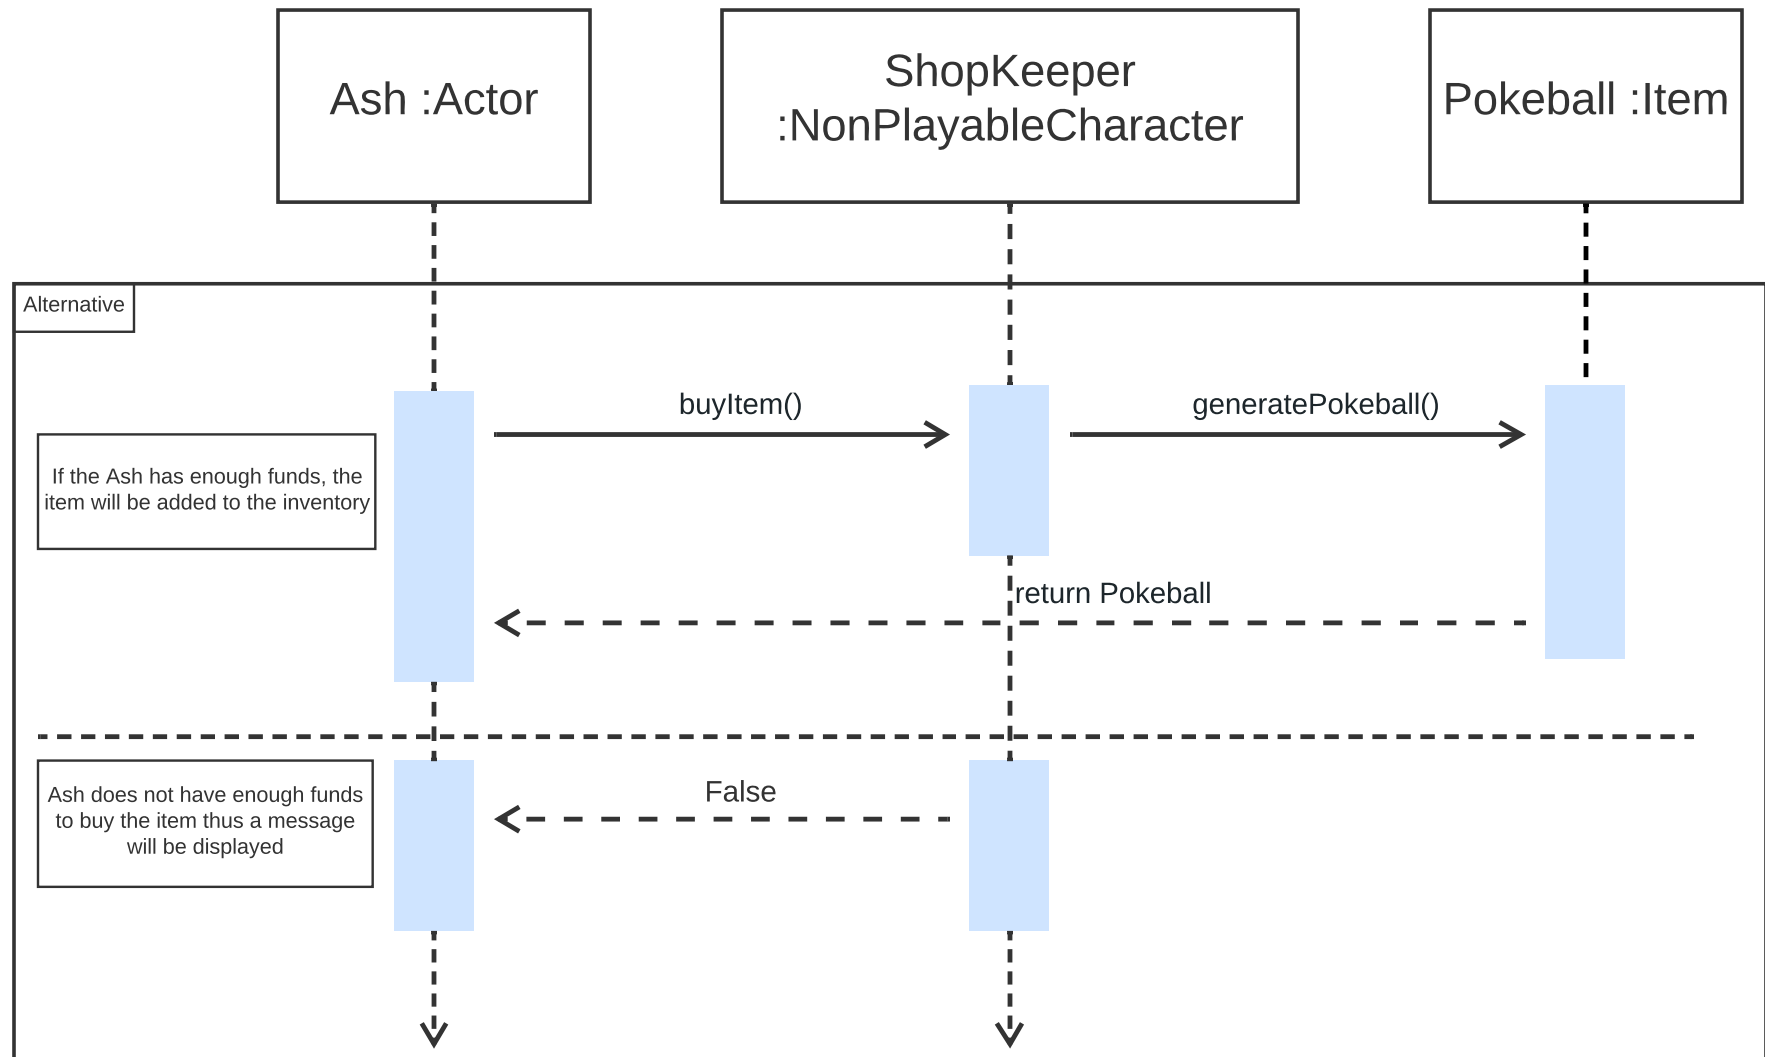 Ash :Actor
ShopKeeper
:NonPlayableCharacter
Pokeball :Item
Alternative
buyItem()
generatePokeball()
If the Ash has enough funds, the
item will be added to the inventory
return Pokeball
False
Ash does not have enough funds
to buy the item thus a message
will be displayed